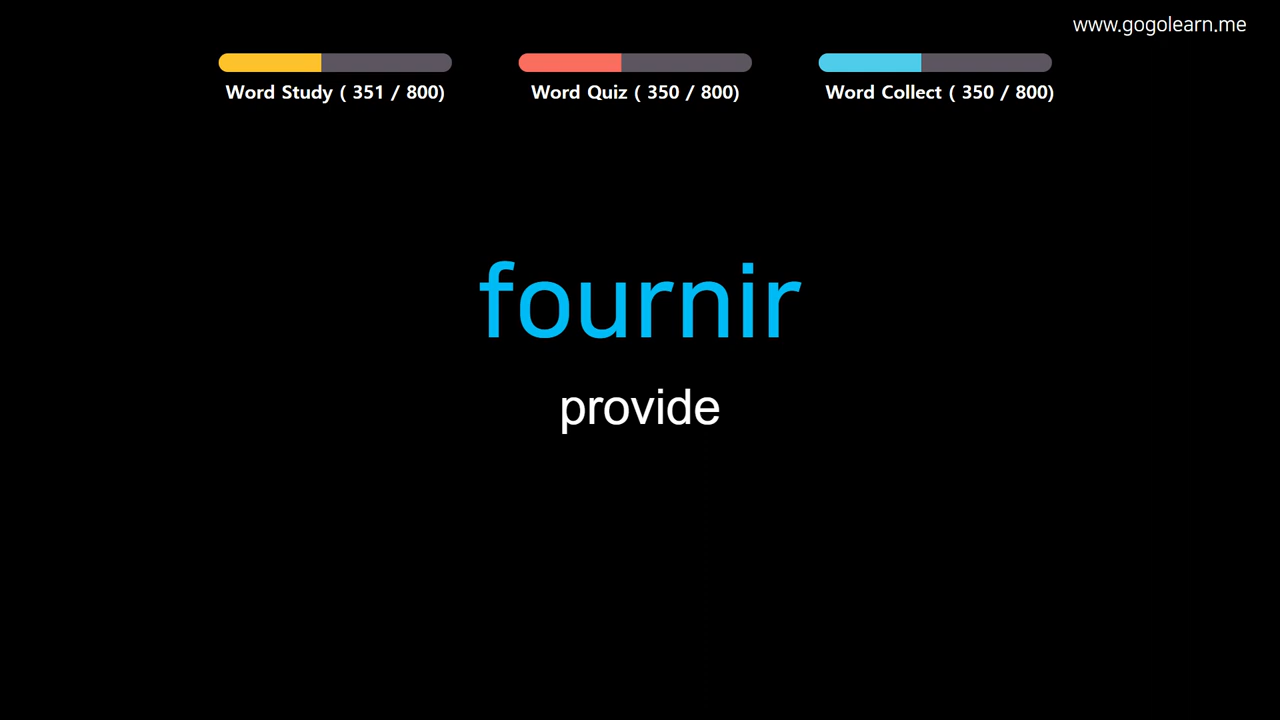 www.gogolearn.me
Word Study ( 351 / 800)
Word Quiz ( 350 / 800)
Word Collect ( 350 / 800)
fournir
provide